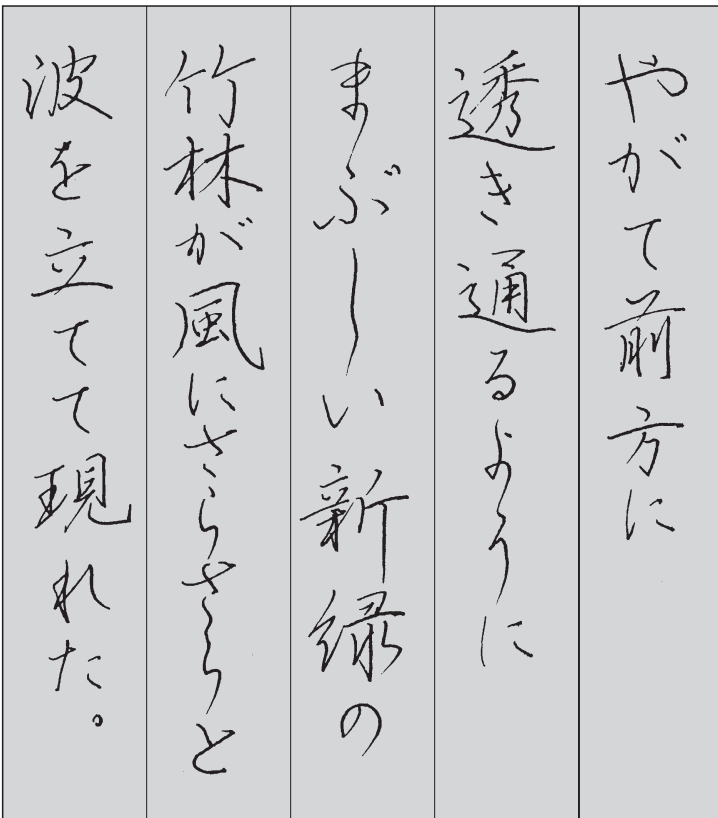 やがて前方に
透き通るように
まぶしい新緑の
竹林が風にさらさらと
波を立てて現れた。